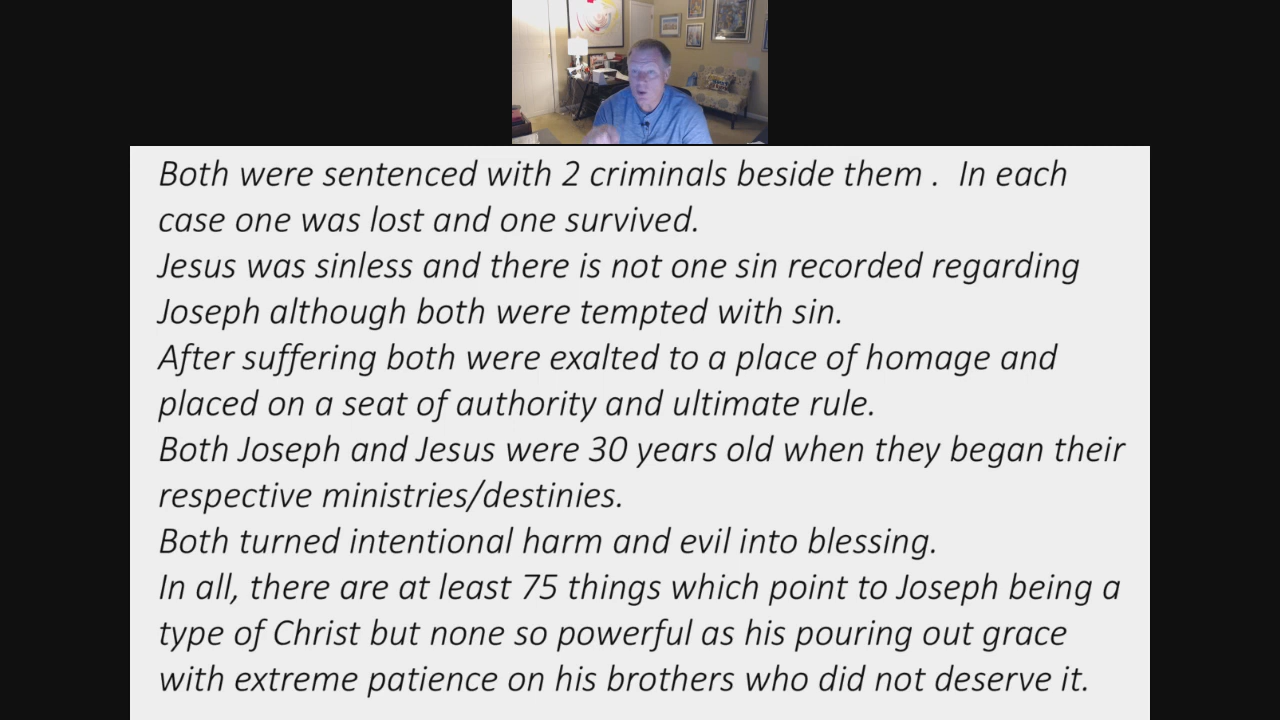 Both were sentenced with 2 criminals beside them .  In each
case one was lost and one survived.
Jesus was sinless and there is not one sin recorded regarding
Joseph although both were tempted with sin.
After suffering both were exalted to a place of homage and
placed on a seat of authority and ultimate rule.
Both Joseph and Jesus were 30 years old when they began their
respective ministries/destinies.
Both turned intentional harm and evil into blessing.
In all, there are at least 75 things which point to Joseph being a
type of Christ but none so powerful as his pouring out grace
with extreme patience on his brothers who did not deserve it.